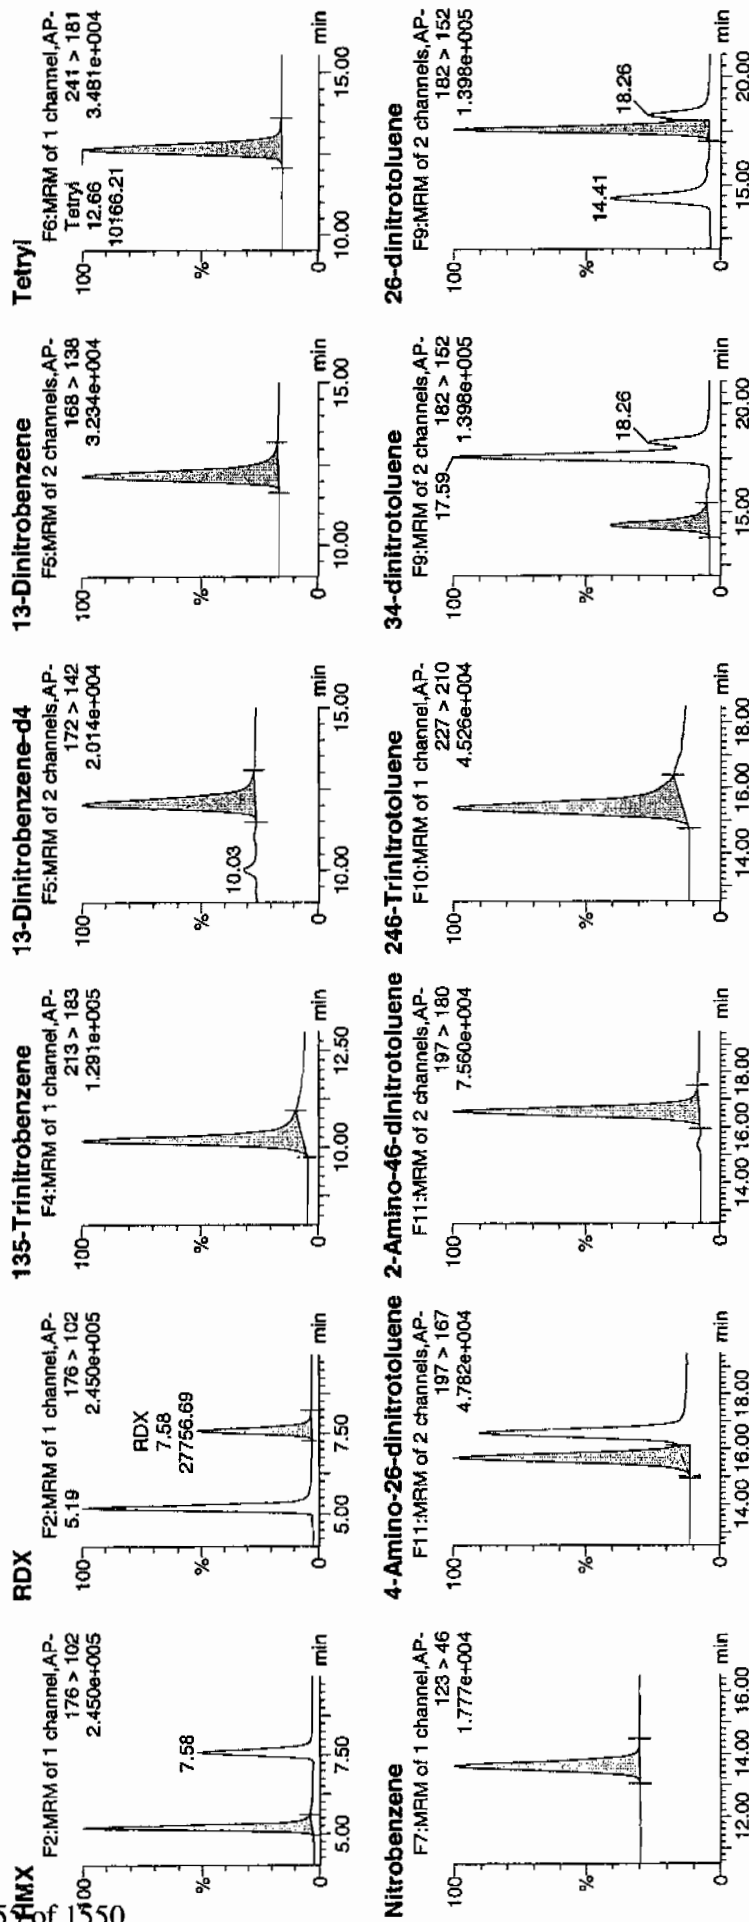 HMX
F2:MRM of 1 channel,AP-
176 > 102
2.450e+005
100
%
0
7.58
5.00
7.50
min
RDX
F2:MRM of 1 channel,AP-
176 > 102
2.450e+005
100
%
0
5.19
RDX
7.58
27756.69
5.00
7.50
min
135-Trinitrobenzene
F4:MRM of 1 channel,AP-
213 > 183
1.291e+005
100
%
0
10.00
12.50
min
13-Dinitrobenzene-d4
F5:MRM of 2 channels,AP-
172 > 142
2.014e+004
100
%
0
10.03
10.00
15.00
min
13-Dinitrobenzene
F5:MRM of 2 channels,AP-
168 > 138
3.234e+004
100
%
0
10.00
15.00
min
Tetryl
F6:MRM of 1 channel,AP-
241 > 181
3.481e+004
Tetryl
12.66
10166.21
100
%
0
10.00
15.00
min
Nitrobenzene
F7:MRM of 1 channel,AP-
123 > 46
1.777e+004
100
%
0
12.00 14.00 16.00
min
4-Amino-26-dinitrotoluene
F11:MRM of 2 channels,AP-
197 > 167
4.782e+004
100
%
0
14.00 16.00 18.00
min
2-Amino-46-dinitrotoluene
F11:MRM of 2 channels,AP-
197 > 180
7.560e+004
100
%
0
14.00 16.00 18.00
min
246-Trinitrotoluene
F10:MRM of 1 channel,AP-
227 > 210
4.526e+004
100
%
0
14.00 16.00 18.00
min
34-dinitrotoluene
F9:MRM of 2 channels,AP-
182 > 152
1.398e+005
100
%
0
17.59
18.26
15.00
20.00
min
26-dinitrotoluene
F9:MRM of 2 channels,AP-
182 > 152
1.398e+005
100
%
0
14.41
18.26
15.00
20.00
min
of 1550